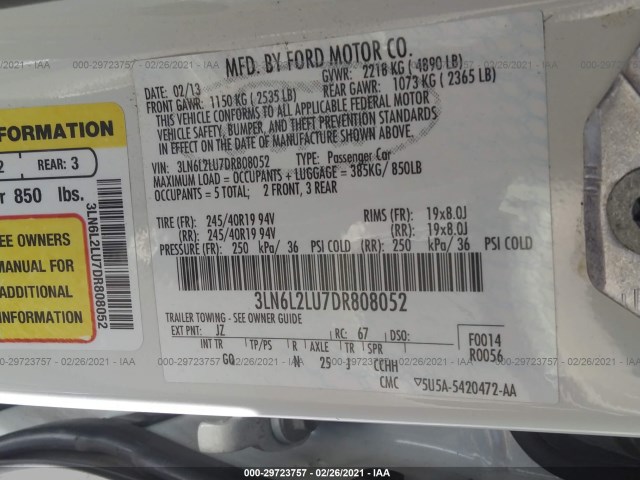 000-29723757 - 02/26/2021 - IAA
MFD. BY FORD MOTOR CO.
DATE: 02/13 GVWR: 2218 KG ( 4890 LB)
FRONT GAWR: 1150 KG ( 2535 LB) REAR GAWR: 1073 KG ( 2365 LB)
THIS VEHICLE CONFORMS TO ALL APPLICABLE FEDERAL MOTOR
VEHICLE SAFETY, BUMPER, AND THEFT PREVENTION STANDARDS
IN EFFECT ON THE DATE OF MANUFACTURE SHOWN ABOVE.
VIN: 3LN6L2LU7DR808052 TYPE: Passenger Car
MAXIMUM LOAD = OCCUPANTS + LUGGAGE = 385KG / 850LB
OCCUPANTS = 5 TOTAL: 2 FRONT, 3 REAR
TIRE (FR): 245/40R19 94V RIMS (FR): 19x8.0J
(RR): 245/40R19 94V (RR): 19x8.0J
PRESSURE (FR): 250 kPa/ 36 PSI COLD (RR): 250 kPa/ 36 PSI COLD
3LN6L2LU7DR808052
TRAILER TOWING - SEE OWNER GUIDE
EXT PNT: JZ RC: 67 DSO:
INT TR TP/PS R AXLE TR SPR
GQ N 25 J CCHH
F0014
R0056
CMC 5U5A-5420472-AA
FORMATION
2 REAR: 3
r 850 lbs.
EE OWNERS
MANUAL FOR
ADDITIONAL
INFORMATION
3LN6L2LU7DR808052
000-29723757 - 02/26/2021 - IAA